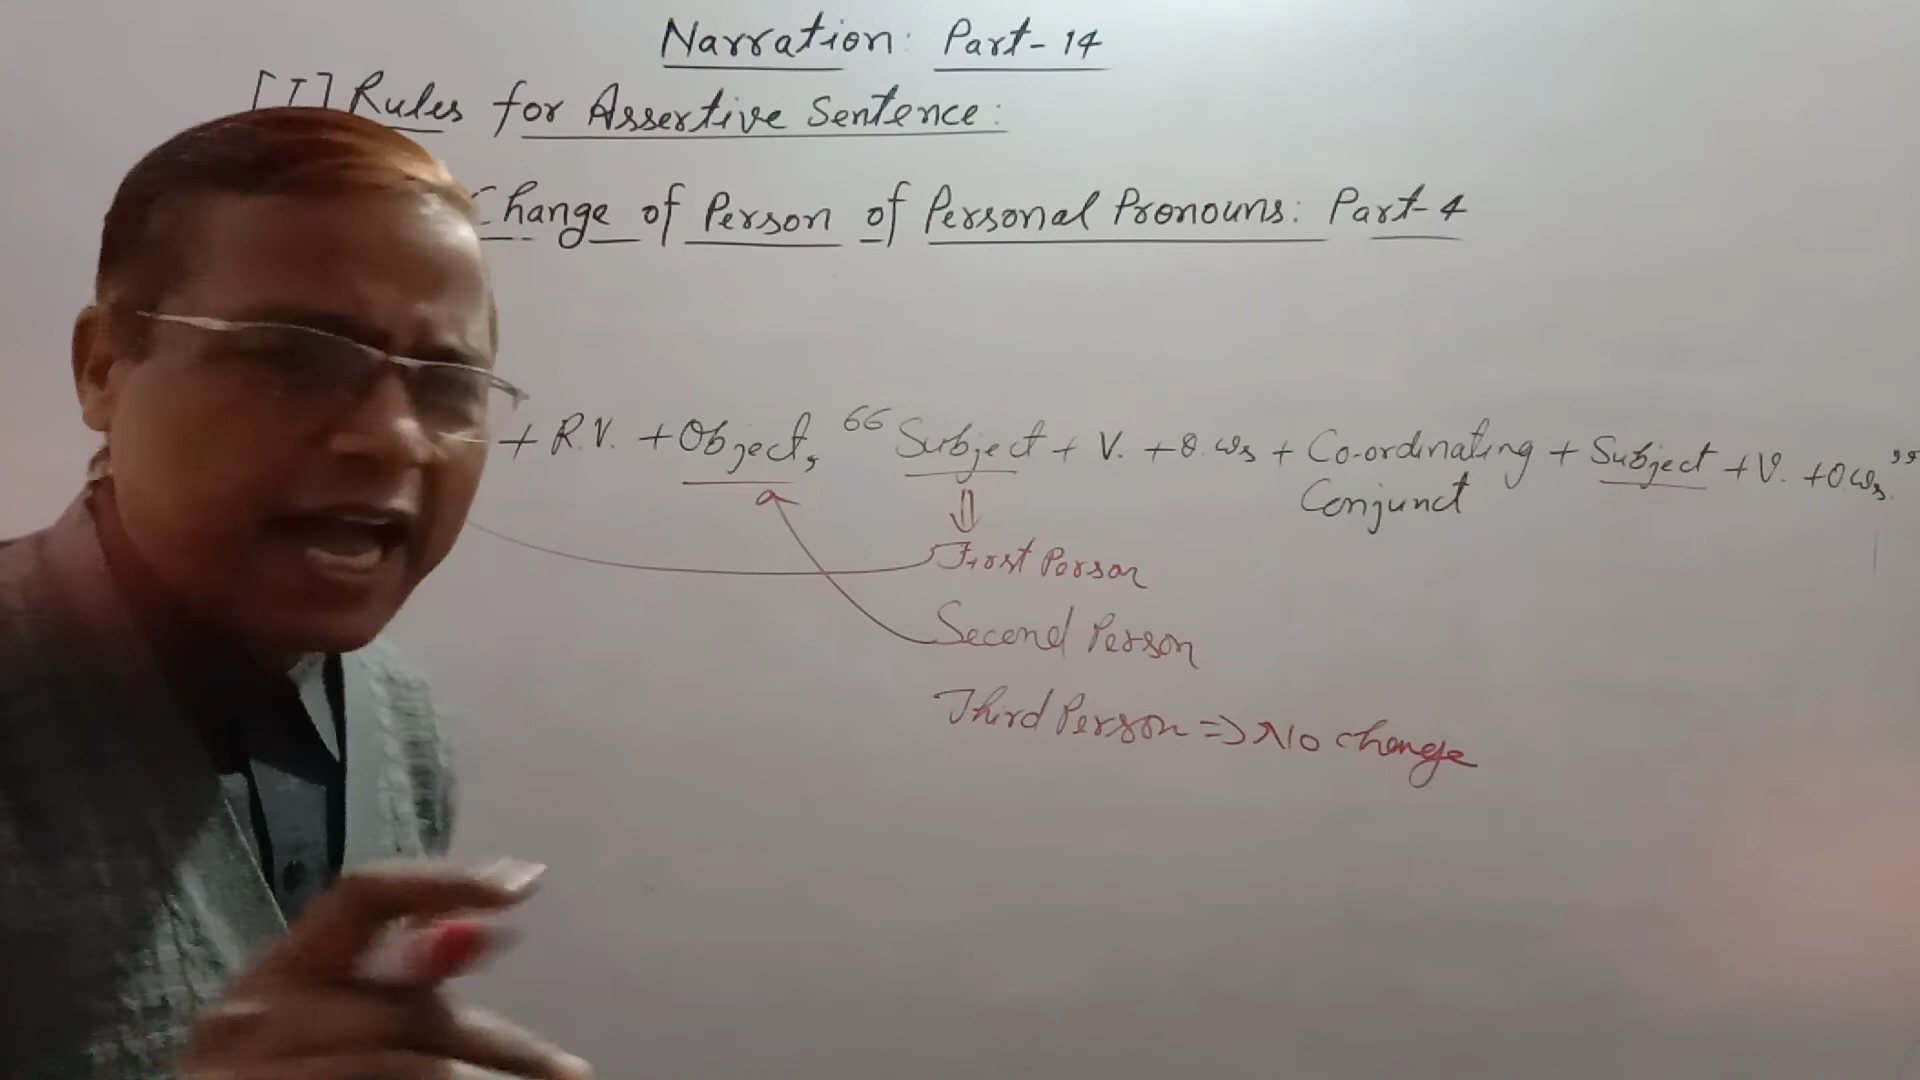 Narration: Part-14
[I] Rules for Assertive Sentence:
Change of Person of Personal Pronouns: Part-4
+ R.V. + Object, “Subject + V. + O.Ws + Co-ordinating + Subject + V. + O.Ws.”
Conjunct
First Person
Second Person
Third Person => No change